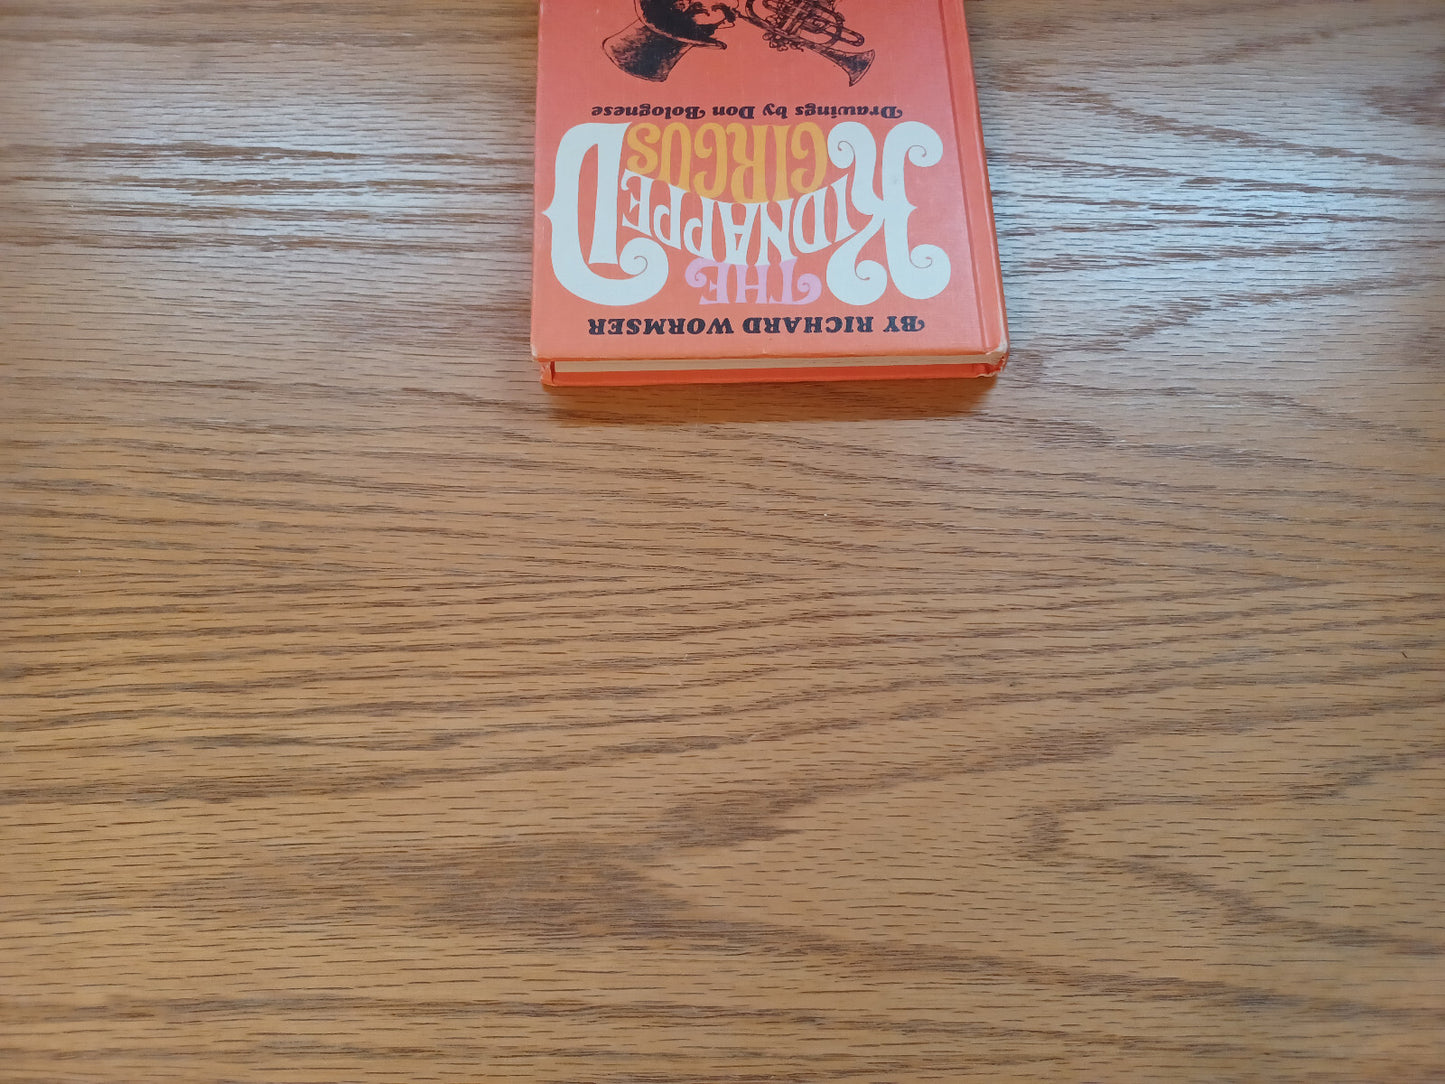 BY RICHARD WORMSER
THE
KIDNAPPED
CIRCUS
Drawings by Don Bolognese